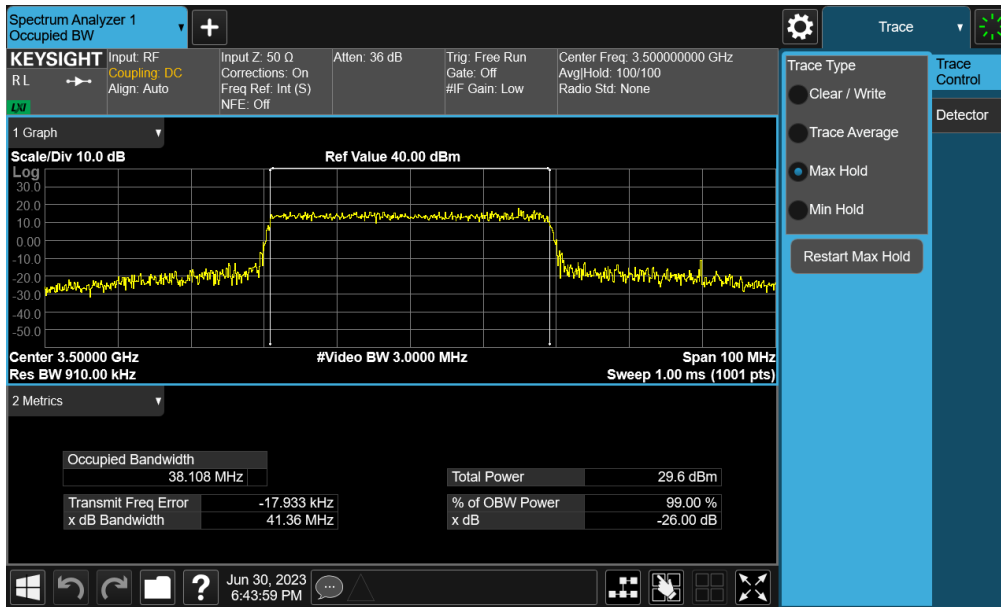 Spectrum Analyzer 1
Occupied BW
+
Trace
KEYSIGHT
R L
LXI
Input: RF
Coupling: DC
Align: Auto
Input Z: 50 Ω
Corrections: On
Freq Ref: Int (S)
NFE: Off
Atten: 36 dB
Trig: Free Run
Gate: Off
#IF Gain: Low
Center Freq: 3.500000000 GHz
Avg|Hold: 100/100
Radio Std: None
1 Graph
Scale/Div 10.0 dB
Ref Value 40.00 dBm
Log
30.0
20.0
10.0
0.00
-10.0
-20.0
-30.0
-40.0
-50.0
Center 3.50000 GHz
#Video BW 3.0000 MHz
Span 100 MHz
Res BW 910.00 kHz
Sweep 1.00 ms (1001 pts)
2 Metrics
Occupied Bandwidth
38.108 MHz
Total Power 29.6 dBm
Transmit Freq Error -17.933 kHz
% of OBW Power 99.00 %
x dB Bandwidth 41.36 MHz
x dB -26.00 dB
Trace Type
Clear / Write
Trace Average
Max Hold
Min Hold
Restart Max Hold
Trace
Control
Detector
?
Jun 30, 2023
6:43:59 PM